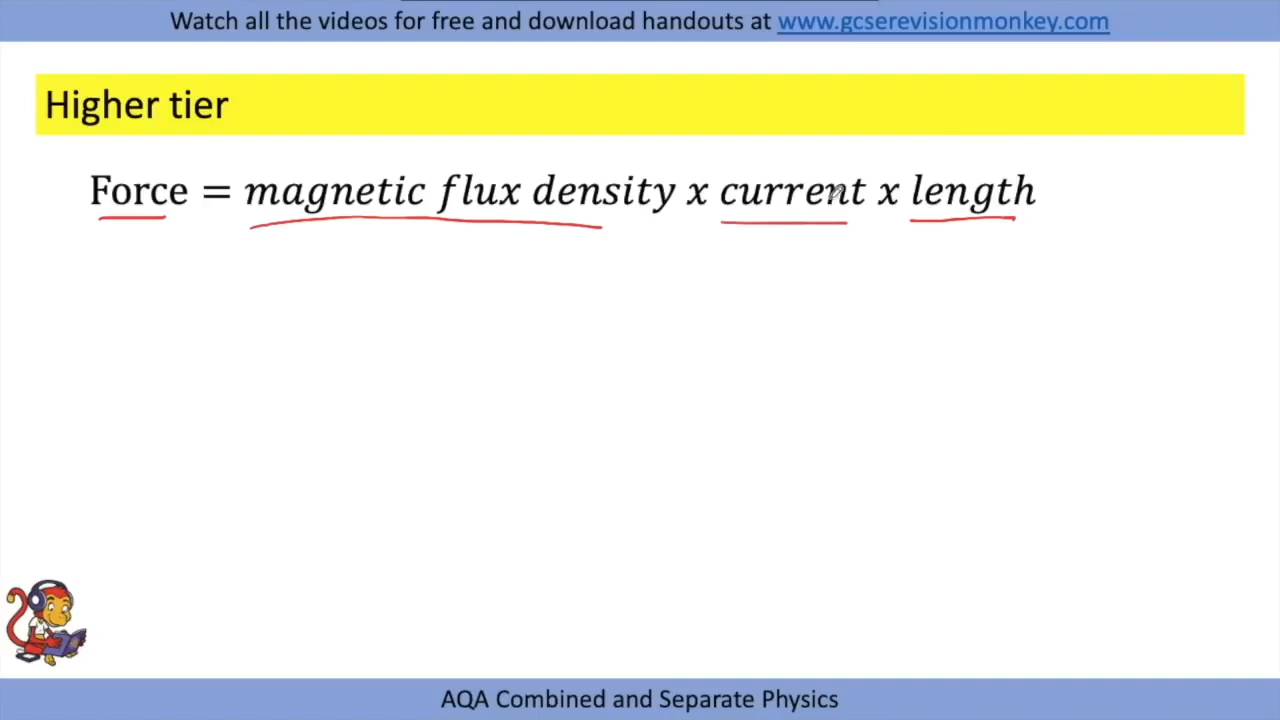 Watch all the videos for free and download handouts at www.gcserevisionmonkey.com
Higher tier
Force = magnetic flux density x current x length
AQA Combined and Separate Physics